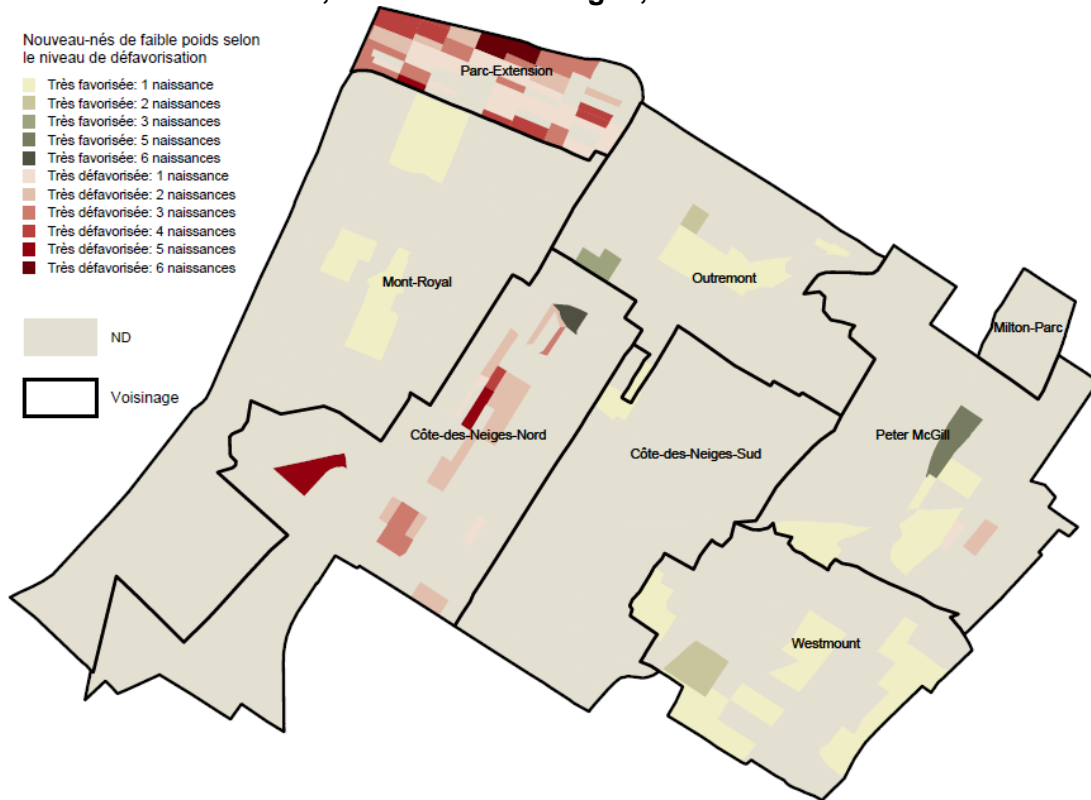 Nouveau-nés de faible poids selon
le niveau de défavorisation
Très favorisée: 1 naissance
Très favorisée: 2 naissances
Très favorisée: 3 naissances
Très favorisée: 5 naissances
Très favorisée: 6 naissances
Très défavorisée: 1 naissance
Très défavorisée: 2 naissances
Très défavorisée: 3 naissances
Très défavorisée: 4 naissances
Très défavorisée: 5 naissances
Très défavorisée: 6 naissances
ND
Voisinage
Parc-Extension
Mont-Royal
Outremont
Milton-Parc
Côte-des-Neiges-Nord
Peter McGill
Côte-des-Neiges-Sud
Westmount